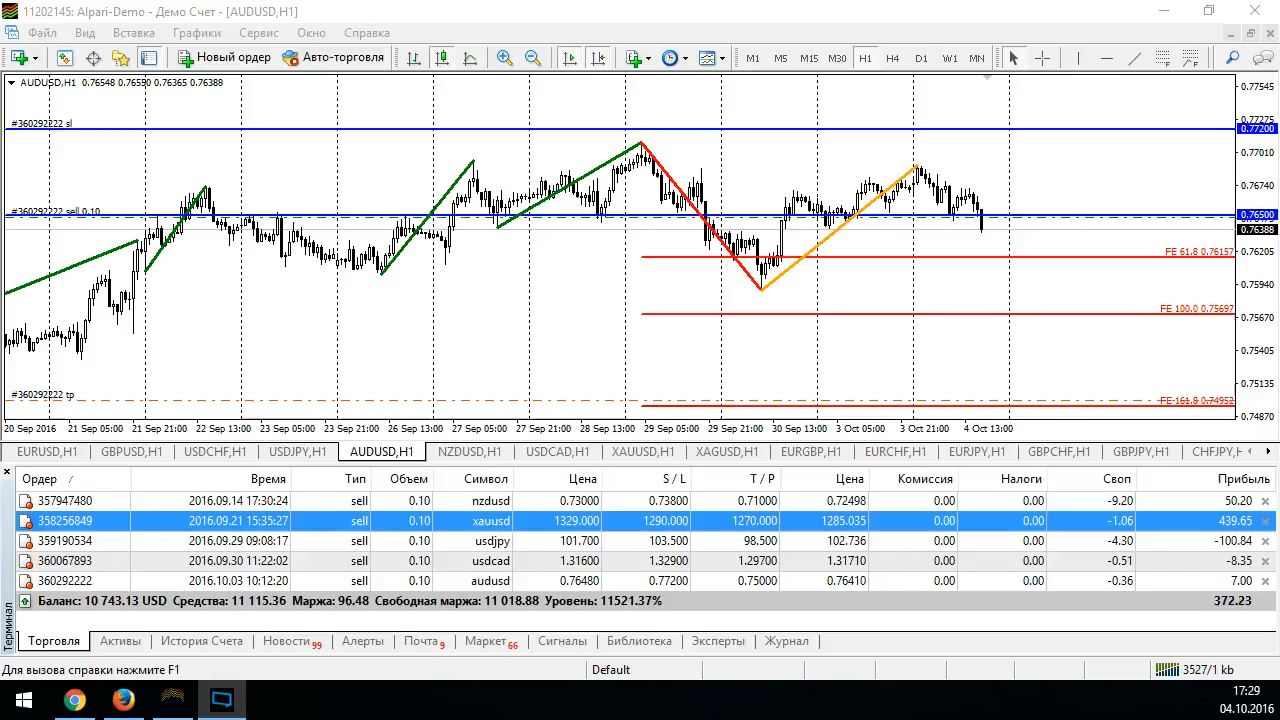 11202145: Alpari-Demo - Демо Счет - [AUDUSD,H1]
Файл Вид Вставка Графики Сервис Окно Справка
Новый ордер Авто-торговля M1 M5 M15 M30 H1 H4 D1 W1 MN
AUDUSD,H1 0.76548 0.76550 0.76365 0.76388
0.77545
0.77275
#360292222 sl
0.77200
0.77010
0.76740
#360292222 sell 0.10
0.76500
0.76388
FE 61.8 0.76157
0.76205
0.75940
FE 100.0 0.75697
0.75670
0.75405
0.75135
#360292222 tp
FE 161.8 0.74952
0.74870
20 Sep 2016 21 Sep 05:00 21 Sep 21:00 22 Sep 13:00 23 Sep 05:00 23 Sep 21:00 26 Sep 13:00 27 Sep 05:00 27 Sep 21:00 28 Sep 13:00 29 Sep 05:00 29 Sep 21:00 30 Sep 13:00 3 Oct 05:00 3 Oct 21:00 4 Oct 13:00
EURUSD,H1 GBPUSD,H1 USDCHF,H1 USDJPY,H1 AUDUSD,H1 NZDUSD,H1 USDCAD,H1 XAUUSD,H1 XAGUSD,H1 EURGBP,H1 EURCHF,H1 EURJPY,H1 GBPCHF,H1 GBPJPY,H1 CHFJPY,H
Ордер Время Тип Объем Символ Цена S / L T / P Цена Комиссия Налоги Своп Прибыль
357947480 2016.09.14 17:30:24 sell 0.10 nzdusd 0.73000 0.73800 0.71000 0.72498 0.00 0.00 -9.20 50.20
358256849 2016.09.21 15:35:27 sell 0.10 xauusd 1329.000 1290.000 1270.000 1285.035 0.00 0.00 -1.06 439.65
359190534 2016.09.29 09:08:17 sell 0.10 usdjpy 101.700 103.500 98.500 102.736 0.00 0.00 -4.30 -100.84
360067893 2016.09.30 11:22:02 sell 0.10 usdcad 1.31600 1.32900 1.29700 1.31710 0.00 0.00 -0.51 -8.35
360292222 2016.10.03 10:12:20 sell 0.10 audusd 0.76480 0.77200 0.75000 0.76410 0.00 0.00 -0.36 7.00
Баланс: 10 743.13 USD Средства: 11 115.36 Маржа: 96.48 Свободная маржа: 11 018.88 Уровень: 11521.37% 372.23
Терминал
Торговля Активы История Счета Новости 99 Алерты Почта 9 Маркет 66 Сигналы Библиотека Эксперты Журнал
Для вызова справки нажмите F1 Default 3527/1 kb
17:29
04.10.2016